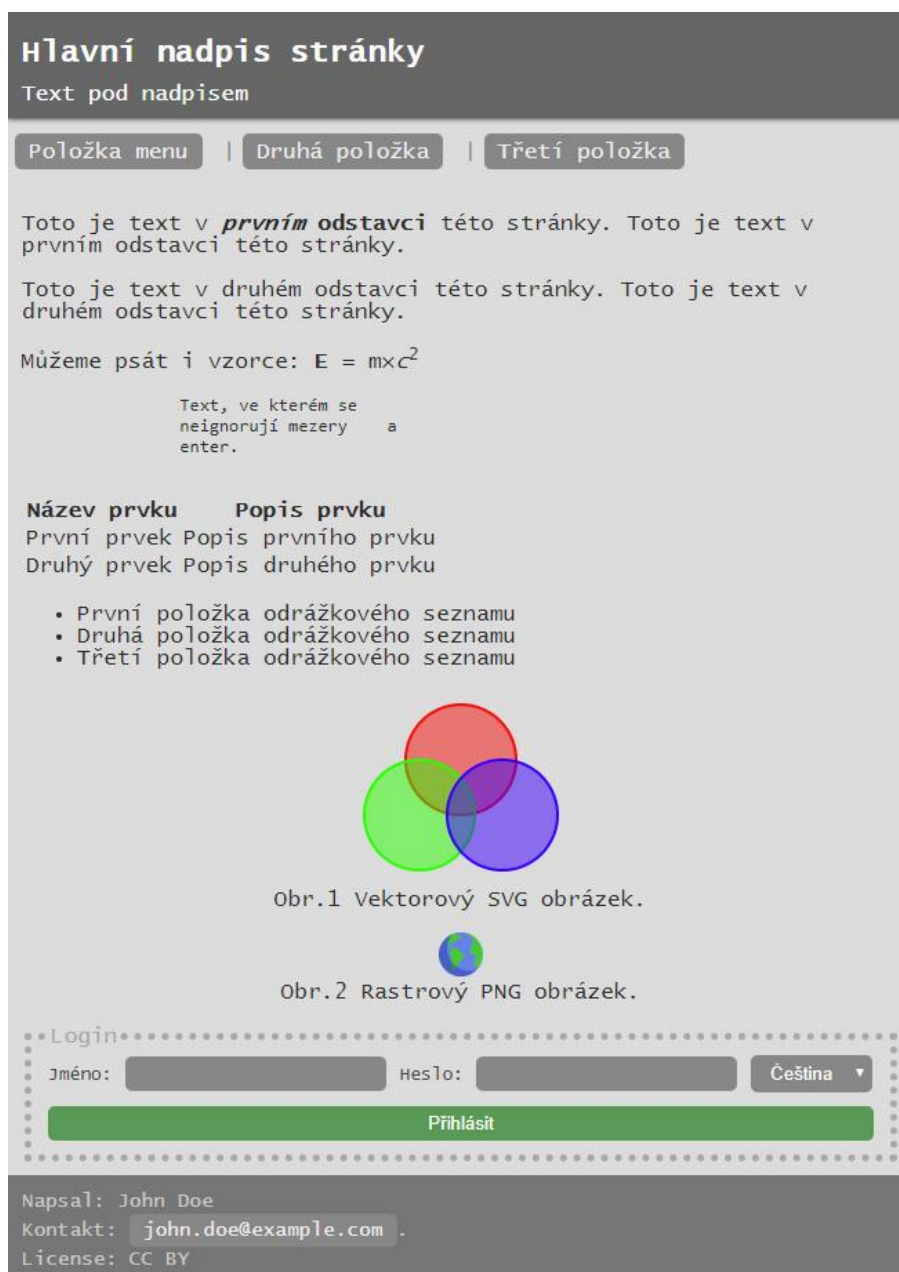 Hlavní nadpis stránky
Text pod nadpisem
Položka menu | Druhá položka | Třetí položka
Toto je text v prvním odstavci této stránky. Toto je text v
prvním odstavci této stránky.
Toto je text v druhém odstavci této stránky. Toto je text v
druhém odstavci této stránky.
Můžeme psát i vzorce: E = m×c²
Text, ve kterém se
neignorují mezery    a
enter.
Název prvku Popis prvku
První prvek Popis prvního prvku
Druhý prvek Popis druhého prvku
• První položka odrážkového seznamu
• Druhá položka odrážkového seznamu
• Třetí položka odrážkového seznamu
Obr.1 Vektorový SVG obrázek.
Obr.2 Rastrový PNG obrázek.
Login
Jméno: Heslo: Čeština
Přihlásit
Napsal: John Doe
Kontakt: john.doe@example.com .
License: CC BY